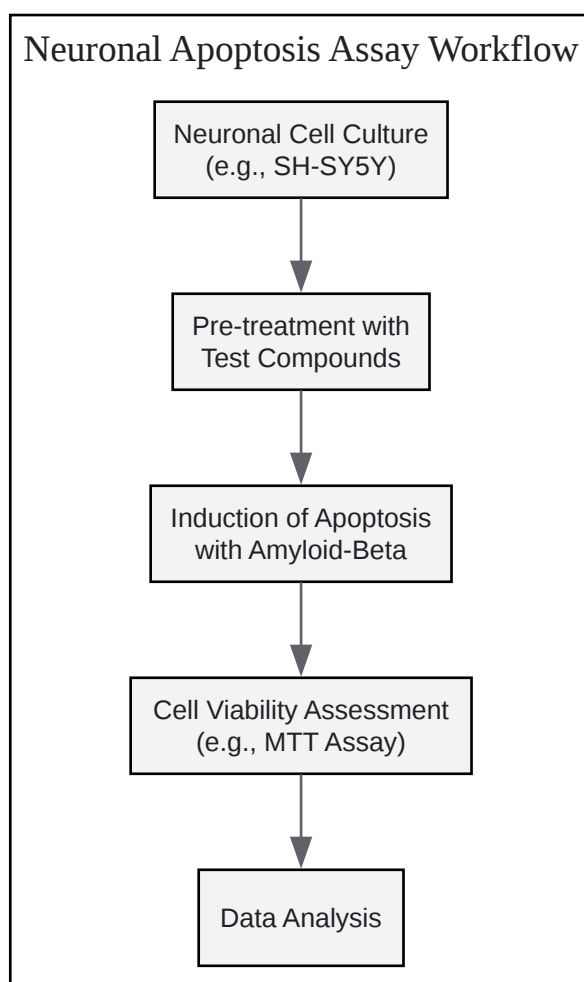 Neuronal Apoptosis Assay Workflow
Neuronal Cell Culture
(e.g., SH-SY5Y)
Pre-treatment with
Test Compounds
Induction of Apoptosis
with Amyloid-Beta
Cell Viability Assessment
(e.g., MTT Assay)
Data Analysis